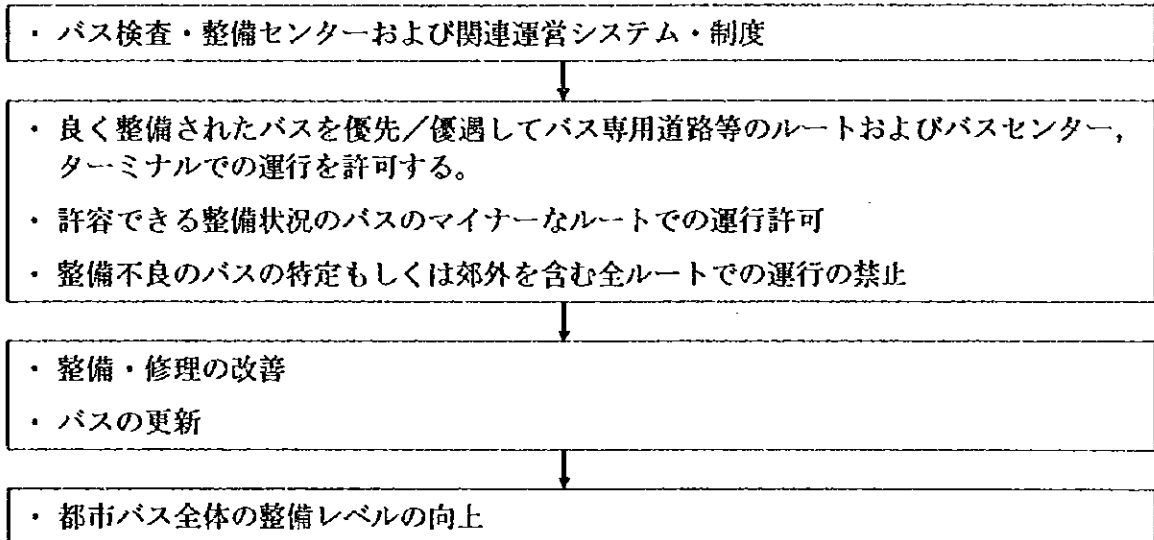 ・ バス検査・整備センターおよび関連運営システム・制度
・ 良く整備されたバスを優先／優遇してバス専用道路等のルートおよびバスセンター，
ターミナルでの運行を許可する。
・ 許容できる整備状況のバスのマイナーなルートでの運行許可
・ 整備不良のバスの特定もしくは郊外を含む全ルートでの運行の禁止
・ 整備・修理の改善
・ バスの更新
・ 都市バス全体の整備レベルの向上